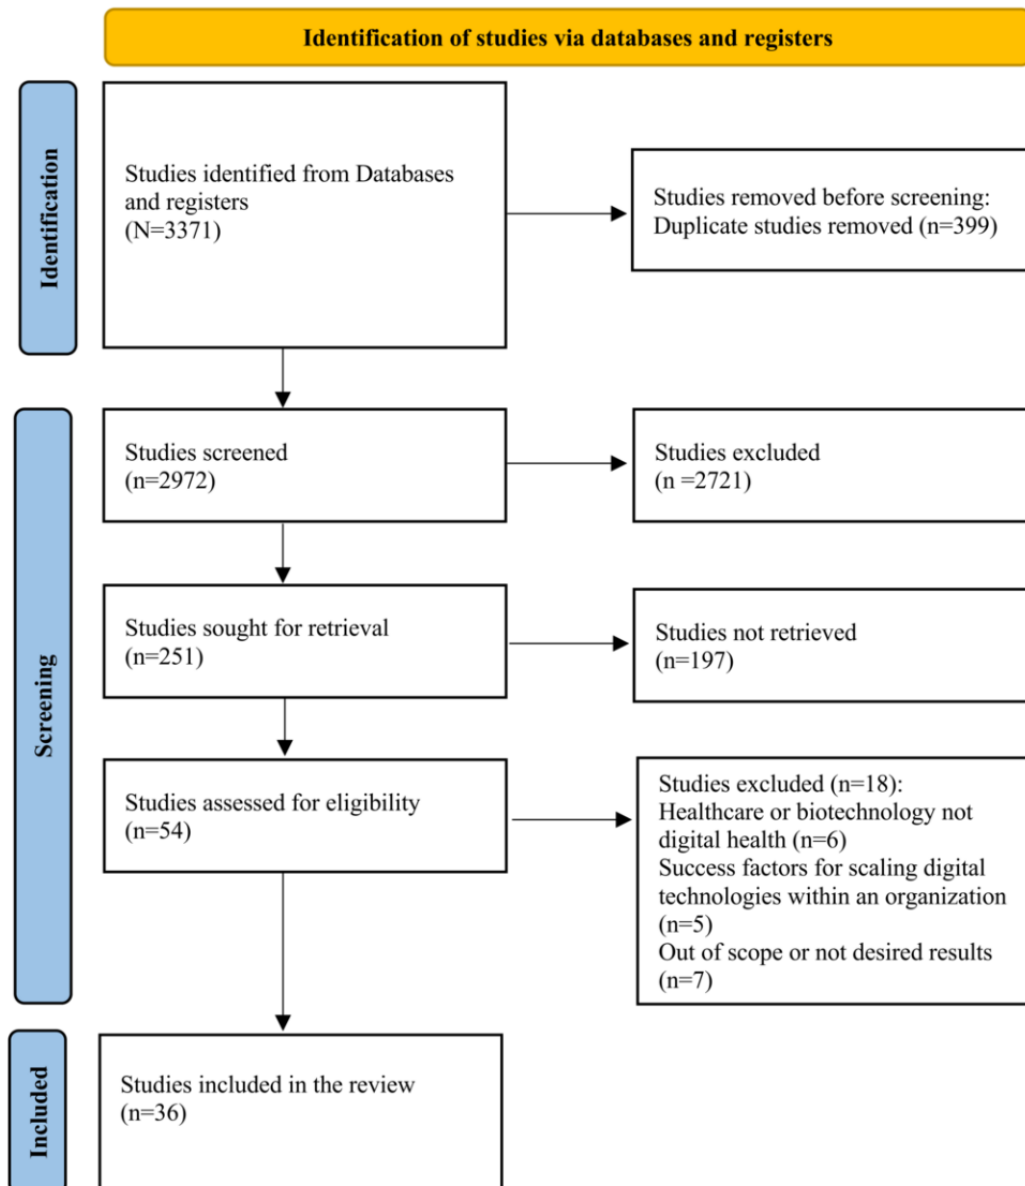 Identification of studies via databases and registers
Identification
Studies identified from Databases
and registers
(N=3371)
Studies removed before screening:
Duplicate studies removed (n=399)
Screening
Studies screened
(n=2972)
Studies excluded
(n =2721)
Studies sought for retrieval
(n=251)
Studies not retrieved
(n=197)
Studies assessed for eligibility
(n=54)
Studies excluded (n=18):
Healthcare or biotechnology not
digital health (n=6)
Success factors for scaling digital
technologies within an organization
(n=5)
Out of scope or not desired results
(n=7)
Included
Studies included in the review
(n=36)